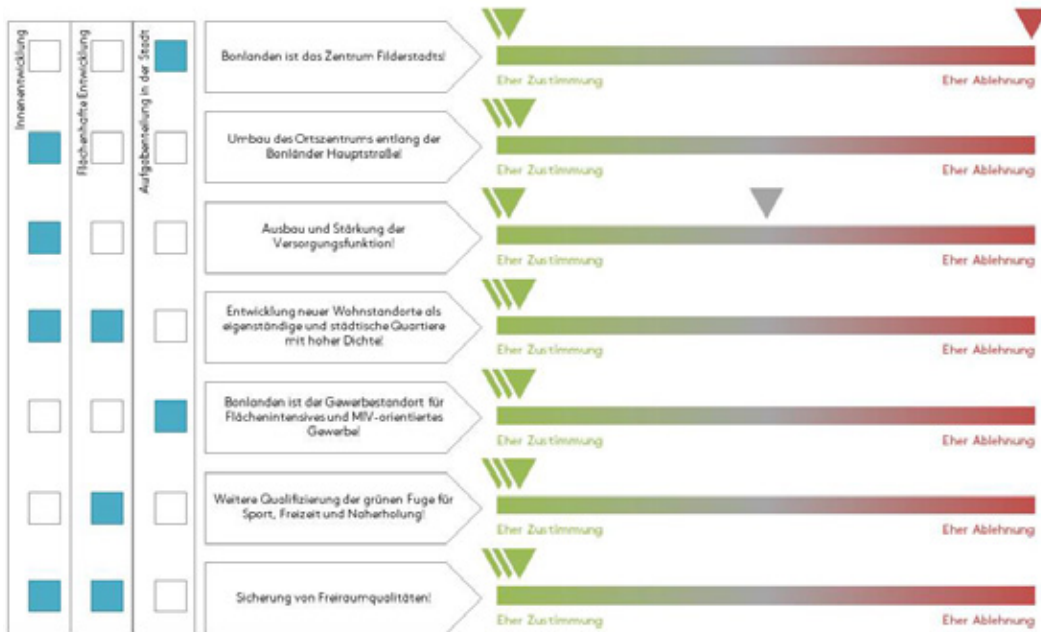 Innenentwicklung
Flächenhafte Entwicklung
Aufgabenteilung in der Stadt
Bonlanden ist das Zentrum Filderstadts!
Eher Zustimmung
Eher Ablehnung
Umbau des Ortszentrums entlang der
Bonländer Hauptstraße!
Eher Zustimmung
Eher Ablehnung
Ausbau und Stärkung der
Versorgungsfunktion!
Eher Zustimmung
Eher Ablehnung
Entwicklung neuer Wohnstandorte als
eigenständige und städtische Quartiere
mit hoher Dichte!
Eher Zustimmung
Eher Ablehnung
Bonlanden ist der Gewerbestandort für
Flächenintensives und MIV-orientiertes
Gewerbe!
Eher Zustimmung
Eher Ablehnung
Weitere Qualifizierung der grünen Fuge für
Sport, Freizeit und Naherholung!
Eher Zustimmung
Eher Ablehnung
Sicherung von Freiraumqualitäten!
Eher Zustimmung
Eher Ablehnung